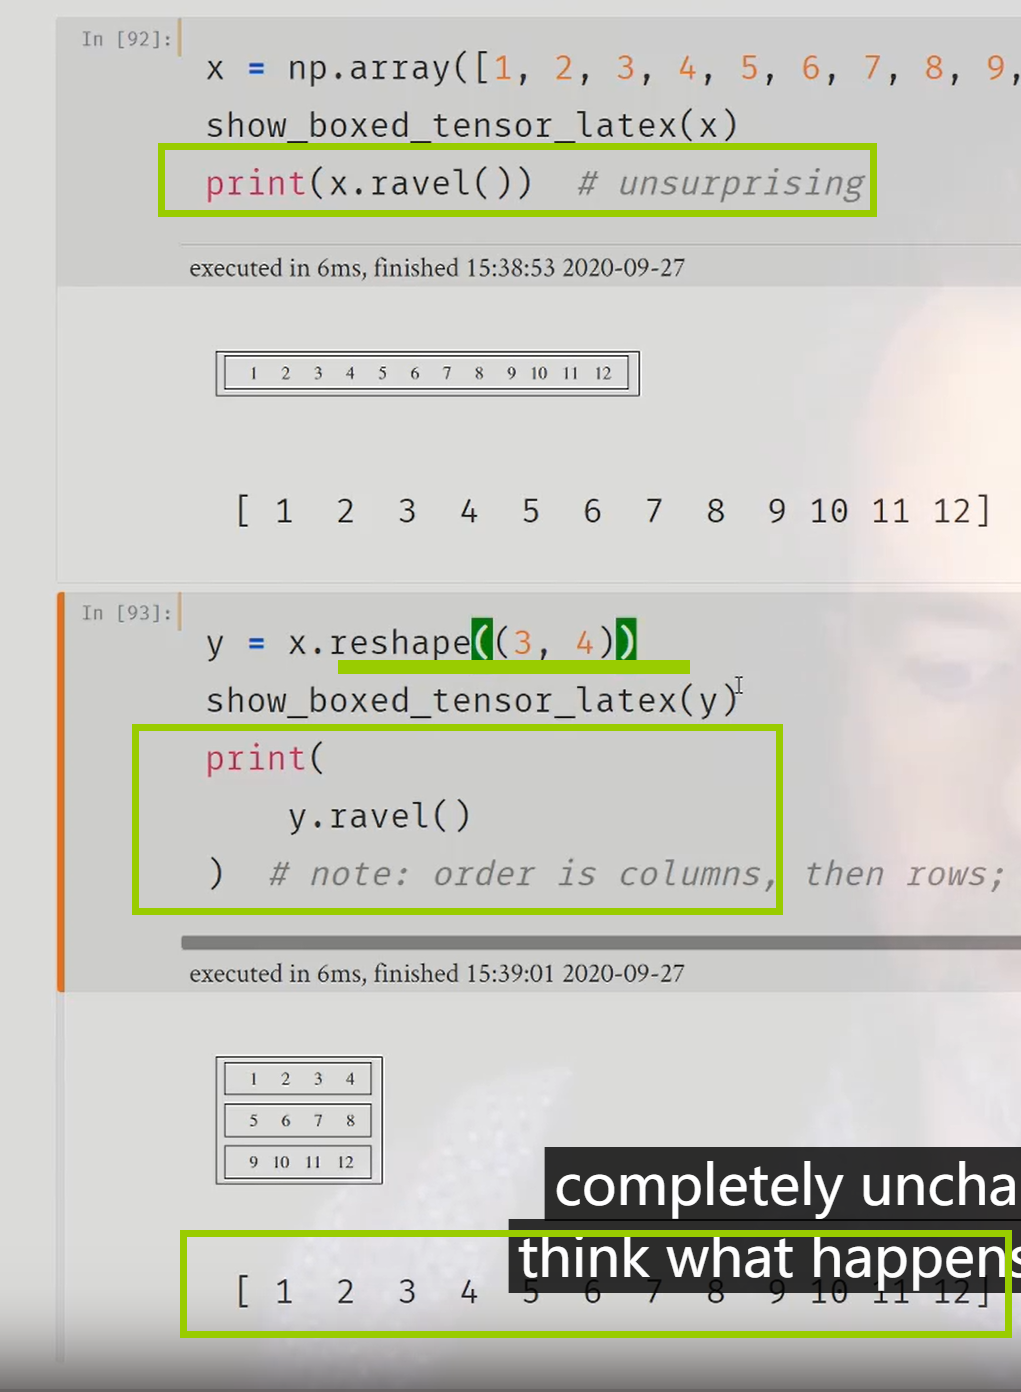 In [92]:
x = np.array([1, 2, 3, 4, 5, 6, 7, 8, 9,
show_boxed_tensor_latex(x)
print(x.ravel())  # unsurprising
executed in 6ms, finished 15:38:53 2020-09-27
1 2 3 4 5 6 7 8 9 10 11 12
[ 1  2  3  4  5  6  7  8  9 10 11 12]
In [93]:
y = x.reshape((3, 4))
show_boxed_tensor_latex(y)
print(
    y.ravel()
)  # note: order is columns, then rows;
executed in 6ms, finished 15:39:01 2020-09-27
1 2 3 4
5 6 7 8
9 10 11 12
completely uncha
think what happens
[ 1  2  3  4  5  6  7  8  9 10 11 12]